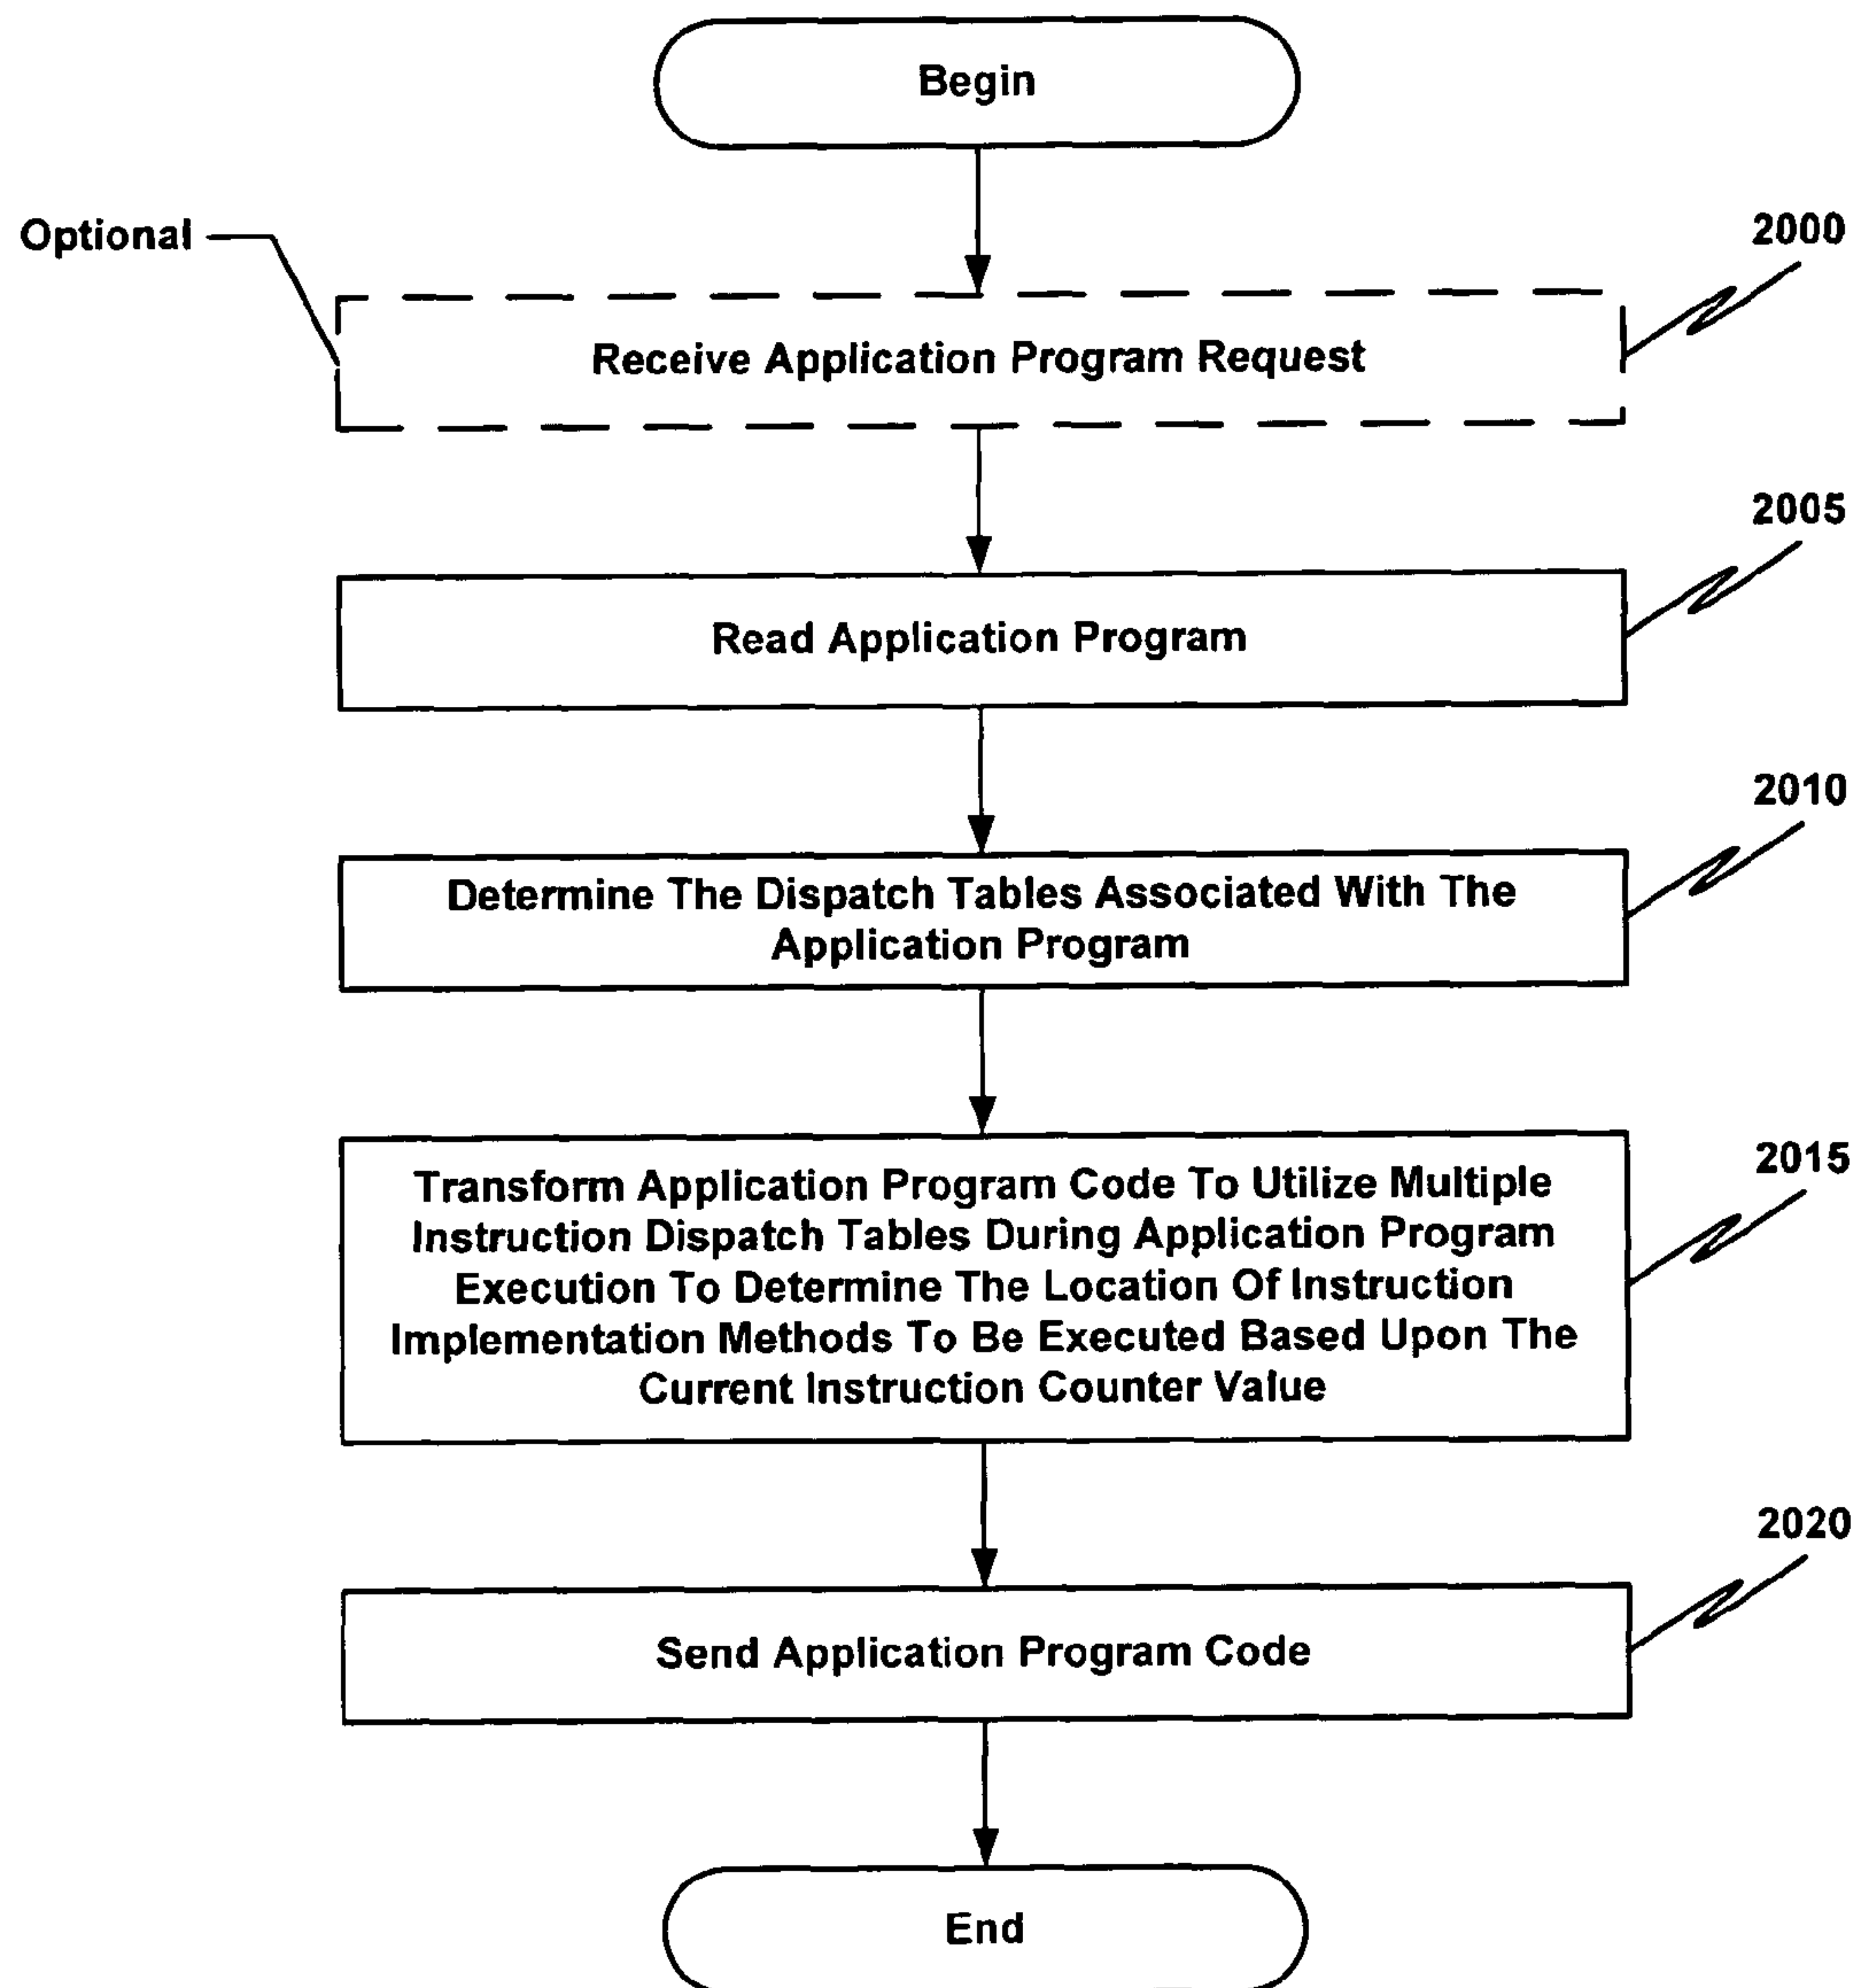 Begin
Optional
2000
Receive Application Program Request
2005
Read Application Program
2010
Determine The Dispatch Tables Associated With The
Application Program
2015
Transform Application Program Code To Utilize Multiple
Instruction Dispatch Tables During Application Program
Execution To Determine The Location Of Instruction
Implementation Methods To Be Executed Based Upon The
Current Instruction Counter Value
2020
Send Application Program Code
End